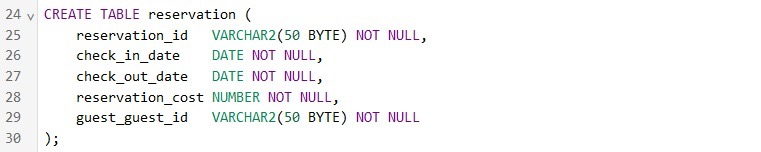 24 CREATE TABLE reservation (
25     reservation_id   VARCHAR2(50 BYTE) NOT NULL,
26     check_in_date    DATE NOT NULL,
27     check_out_date   DATE NOT NULL,
28     reservation_cost NUMBER NOT NULL,
29     guest_guest_id   VARCHAR2(50 BYTE) NOT NULL
30 );